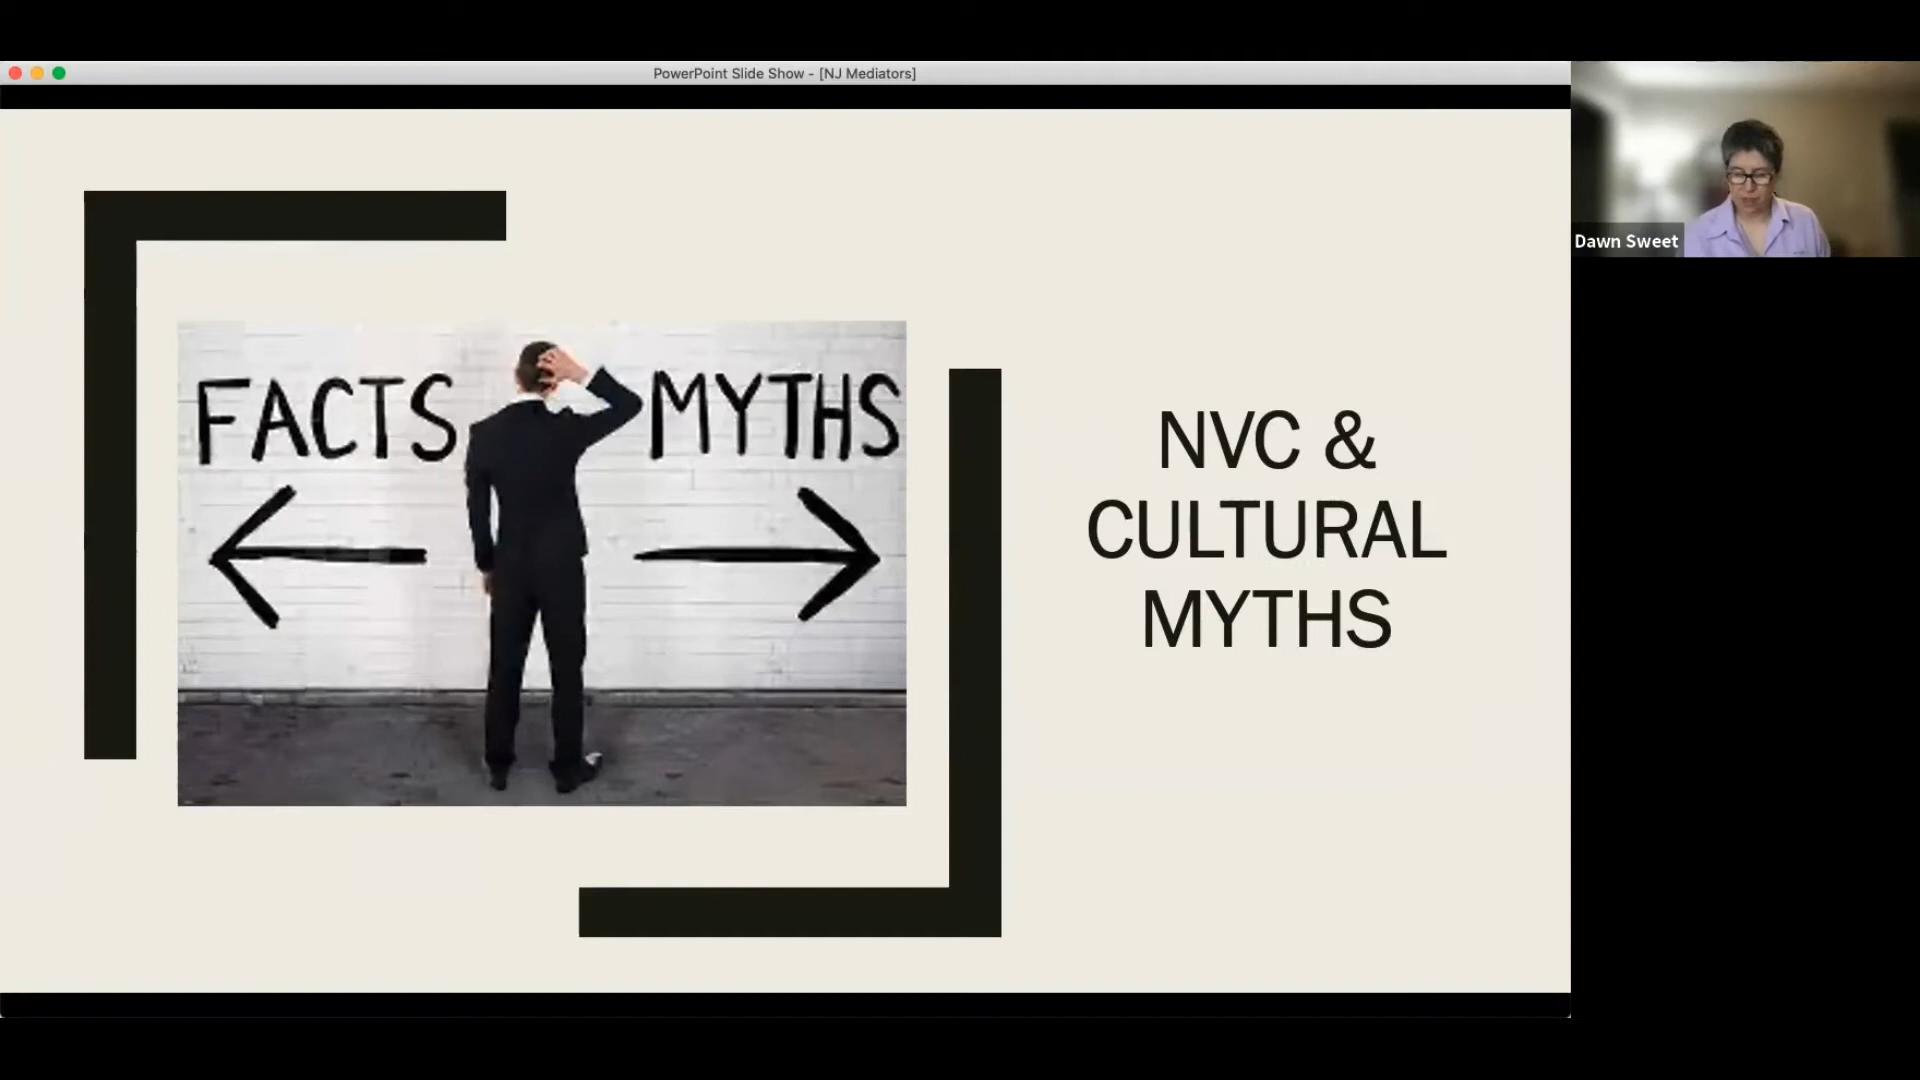 PowerPoint Slide Show - [NJ Mediators]
FACTS MYTHS
NVC &
CULTURAL
MYTHS
Dawn Sweet